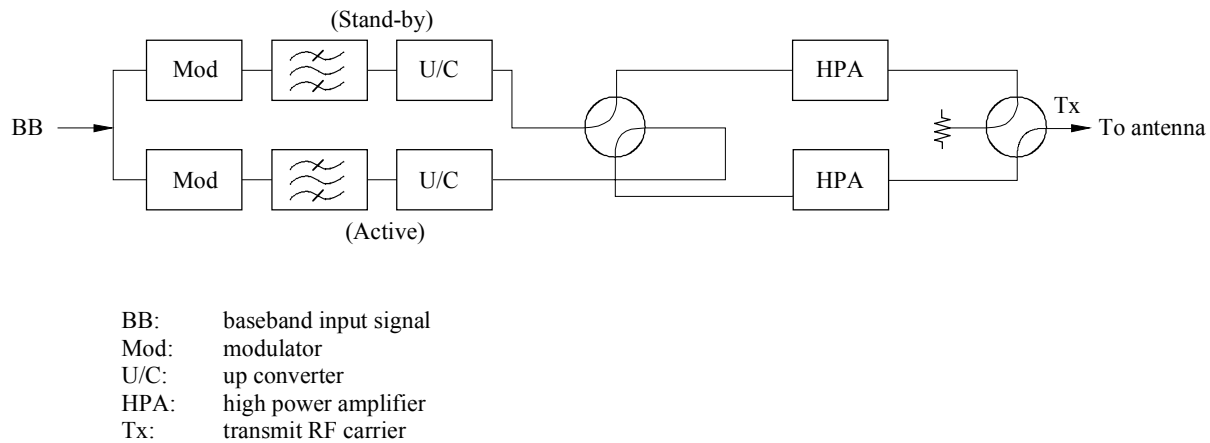 (Stand-by)
Mod
U/C
HPA
BB
Tx
To antenna
Mod
U/C
HPA
(Active)
BB: baseband input signal
Mod: modulator
U/C: up converter
HPA: high power amplifier
Tx: transmit RF carrier